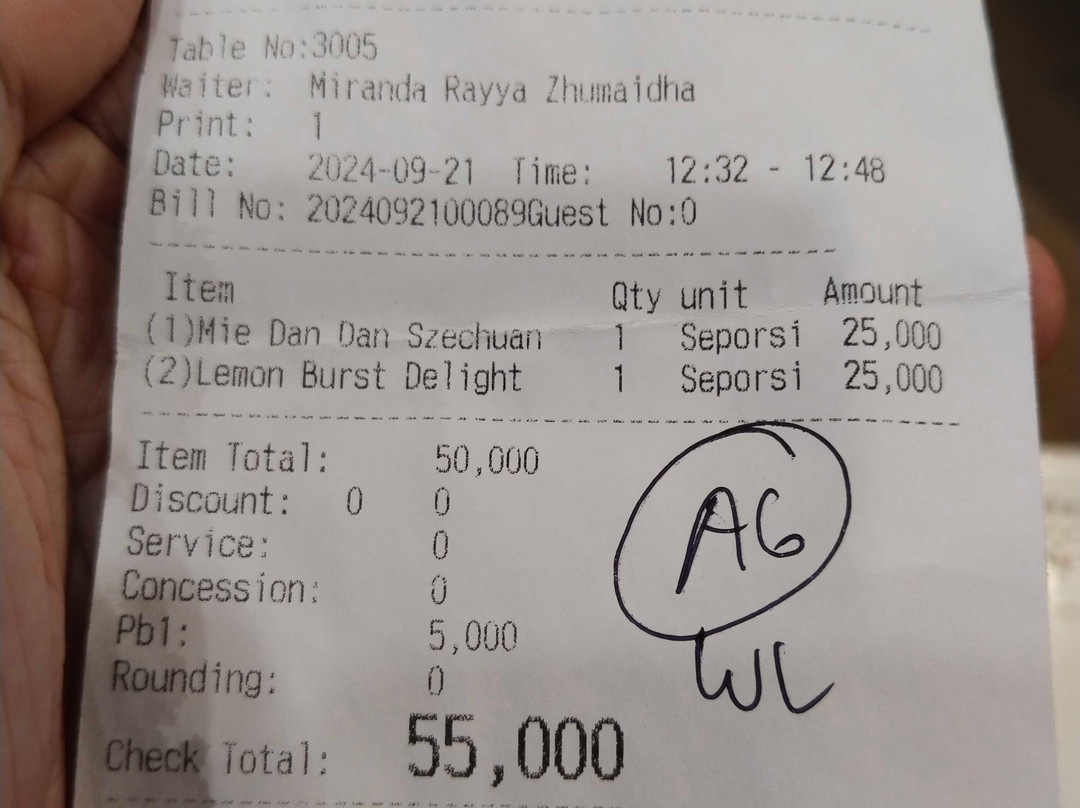 Table No:3005
Waiter: Miranda Rayya Zhumaidha
Print: 1
Date: 2024-09-21 Time: 12:32 - 12:48
Bill No: 2024092100089Guest No:0
Item Qty unit Amount
(1)Mie Dan Dan Szechuan 1 Seporsi 25,000
(2)Lemon Burst Delight 1 Seporsi 25,000
Item Total: 50,000
Discount: 0 0
Service: 0
Concession: 0
Pb1: 5,000
Rounding: 0
Check Total: 55,000
A6
WL